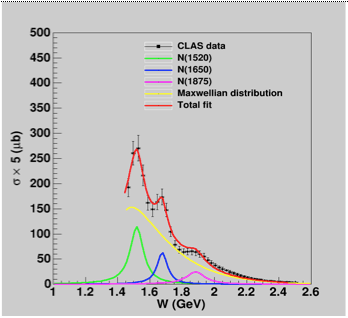 500
450
400
350
300
250
200
150
100
50
0
σ × 5 (μb)
CLAS data
N(1520)
N(1650)
N(1875)
Maxwellian distribution
Total fit
1 1.2 1.4 1.6 1.8 2 2.2 2.4 2.6
W (GeV)